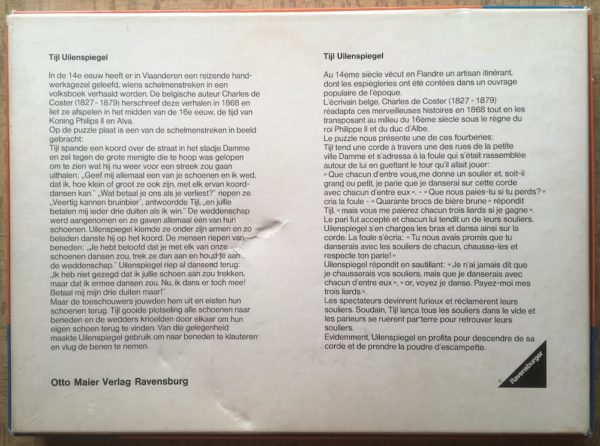 Tijl Uilenspiegel
In de 14e eeuw heeft er in Vlaanderen een reizende hand-
werksgezel geleefd, wiens schelmenstreken in een
volksboek verhaald worden. De belgische auteur Charles de
Coster (1827 - 1879) herschreef deze verhalen in 1868 en
liet ze afspelen in het midden van de 16e eeuw, de tijd van
Koning Philips II en Alva.
Op de puzzle plaat is een van de schelmenstreken in beeld
gebracht:
Tijl spande een koord over de straat in het stadje Damme
en zei tegen de grote menigte die te hoop was gelopen
om te zien wat hij nu weer voor een streek zou gaan
uithalen: „Geef mij allemaal een van je schoenen en ik wed,
dat ik, hoe klein of groot ze ook zijn, met elk ervan koord-
dansen zal”. „Wat betaal je ons als je verliest?” riepen ze.
„Veertig kannen bruinbier”, antwoordde Tijl, „en jullie
betalen mij ieder drie duiten als ik win.” De weddenschap
werd aangenomen en ze gaven allemaal één van hun
schoenen. Uilenspiegel klemde ze onder zijn armen en zo
beladen danste hij op het koord. De mensen riepen van
beneden: „Je hebt beloofd dat je met elk van onze
schoenen dansen zou, trek ze dan aan en houd je aan
de weddenschap.” Uilenspiegel riep al dansend terug:
„Ik heb niet gezegd dat ik jullie schoen aan zou trekken,
maar dat ik ermee dansen zou. Nu, ik dans er toch mee!
Betaal mij mijn drie duiten maar!”
Maar de toeschouwers jouwden hem uit en eisten hun
schoenen terug. Tijl gooide plotseling alle schoenen naar
beneden en de wedders krioelden door elkaar om hun
eigen schoen terug te vinden. Van die gelegenheid
maakte Uilenspiegel gebruik om naar beneden te klauteren
en vlug de benen te nemen.
Otto Maier Verlag Ravensburg
Tijl Uilenspiegel
Au 14ème siècle vécut en Flandre un artisan itinérant,
dont les espiègleries ont été contées dans un ouvrage
populaire de l'époque.
L'écrivain belge, Charles de Coster (1827 - 1879)
réadapta ces merveilleuses histoires en 1868 tout en les
transposant au milieu du 16ème siècle sous le règne du
roi Philippe II et du duc d'Albe.
Le puzzle nous présente une de ces fourberies:
Tijl tend une corde à travers une des rues de la petite
ville Damme et s'adressa à la foule qui s'était rassemblée
autour de lui en guettant le tour qu'il allait jouer:
« Que chacun d'entre vous me donne un soulier et, soit-il
grand ou petit, je parie que je danserai sur cette corde
avec chacun d'entre eux ». – « Que nous paies-tu si tu perds? »
cria la foule - « Quarante brocs de bière brune » répondit
Tijl, « mais vous me paierez chacun trois liards si je gagne ».
Le pari fut accepté et chacun lui tendit un de leurs souliers.
Uilenspiegel s'en chargea les bras et dansa ainsi sur la
corde. La foule s'écria: « Tu nous avais promis que tu
danserais avec les souliers de chacun, chausse-les et
respecte ton parle! »
Uilenspiegel répondit en sautillant: « Je n'ai jamais dit que
je chausserais vos souliers, mais que je danserais avec
chacun d'entre eux », « or, voyez je danse. Payez-moi mes
trois liards ».
Les spectateurs devinrent furieux et réclamèrent leurs
souliers. Soudain, Tijl lança tous les souliers dans le vide et
les parieurs se ruèrent par terre pour retrouver leurs
souliers.
Evidemment, Uilenspiegel en profita pour descendre de sa
corde et de prendre la poudre d'escampette.
Ravensburger